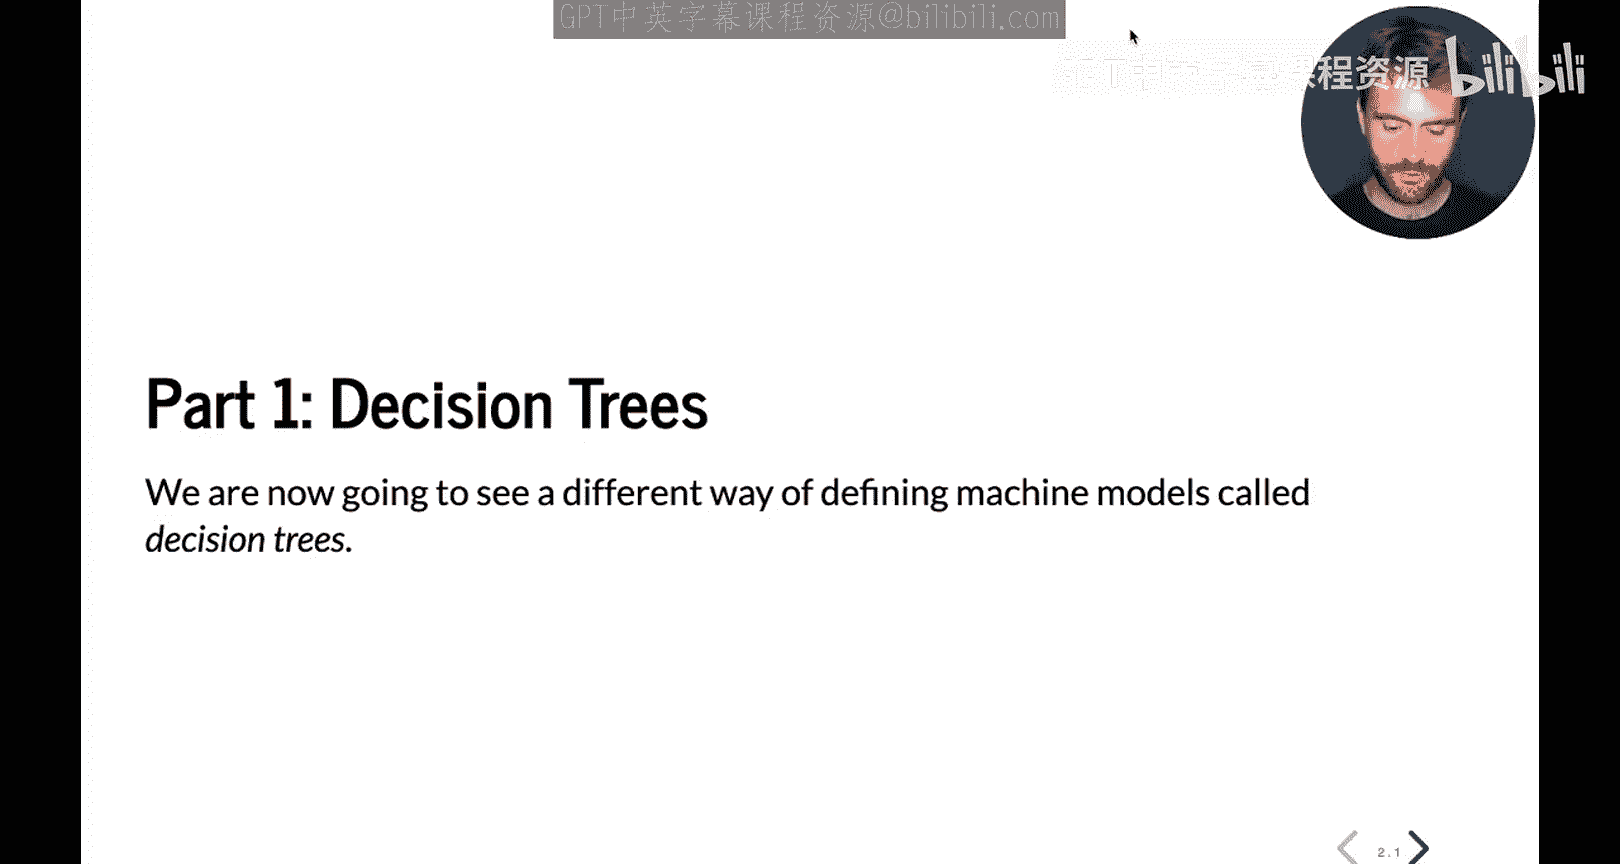 GPT中英字幕课程资源@bilibili.com
程资源 bilibili
Part 1: Decision Trees
We are now going to see a different way of defining machine models called
decision trees.
2.1